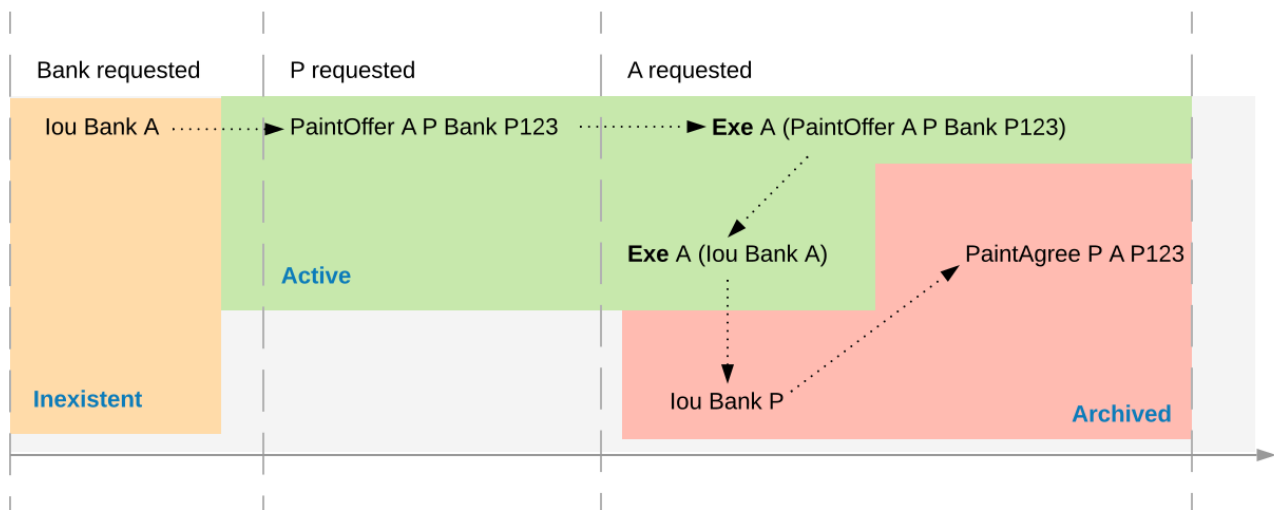 Bank requested
P requested
A requested
Iou Bank A
PaintOffer A P Bank P123
Exe A (PaintOffer A P Bank P123)
Exe A (Iou Bank A)
PaintAgree P A P123
Active
Iou Bank P
Inexistent
Archived